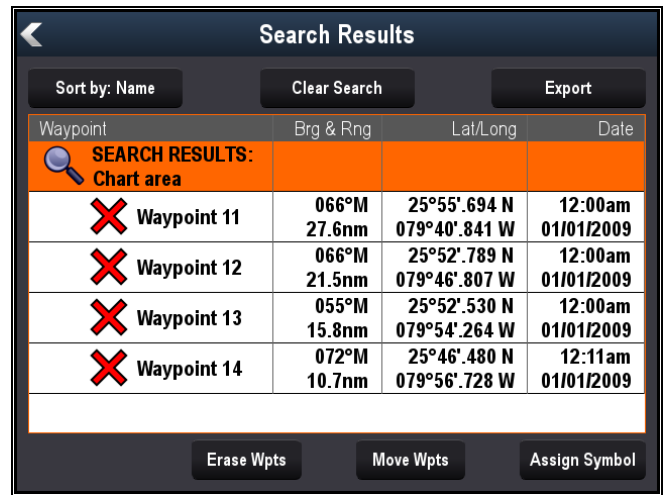 Search Results
Sort by: Name Clear Search Export
Waypoint Brg & Rng Lat/Long Date
SEARCH RESULTS:
Chart area
Waypoint 11 066°M 25°55'.694 N 12:00am
27.6nm 079°40'.841 W 01/01/2009
Waypoint 12 066°M 25°52'.789 N 12:00am
21.5nm 079°46'.807 W 01/01/2009
Waypoint 13 055°M 25°52'.530 N 12:00am
15.8nm 079°54'.264 W 01/01/2009
Waypoint 14 072°M 25°46'.480 N 12:11am
10.7nm 079°56'.728 W 01/01/2009
Erase Wpts Move Wpts Assign Symbol